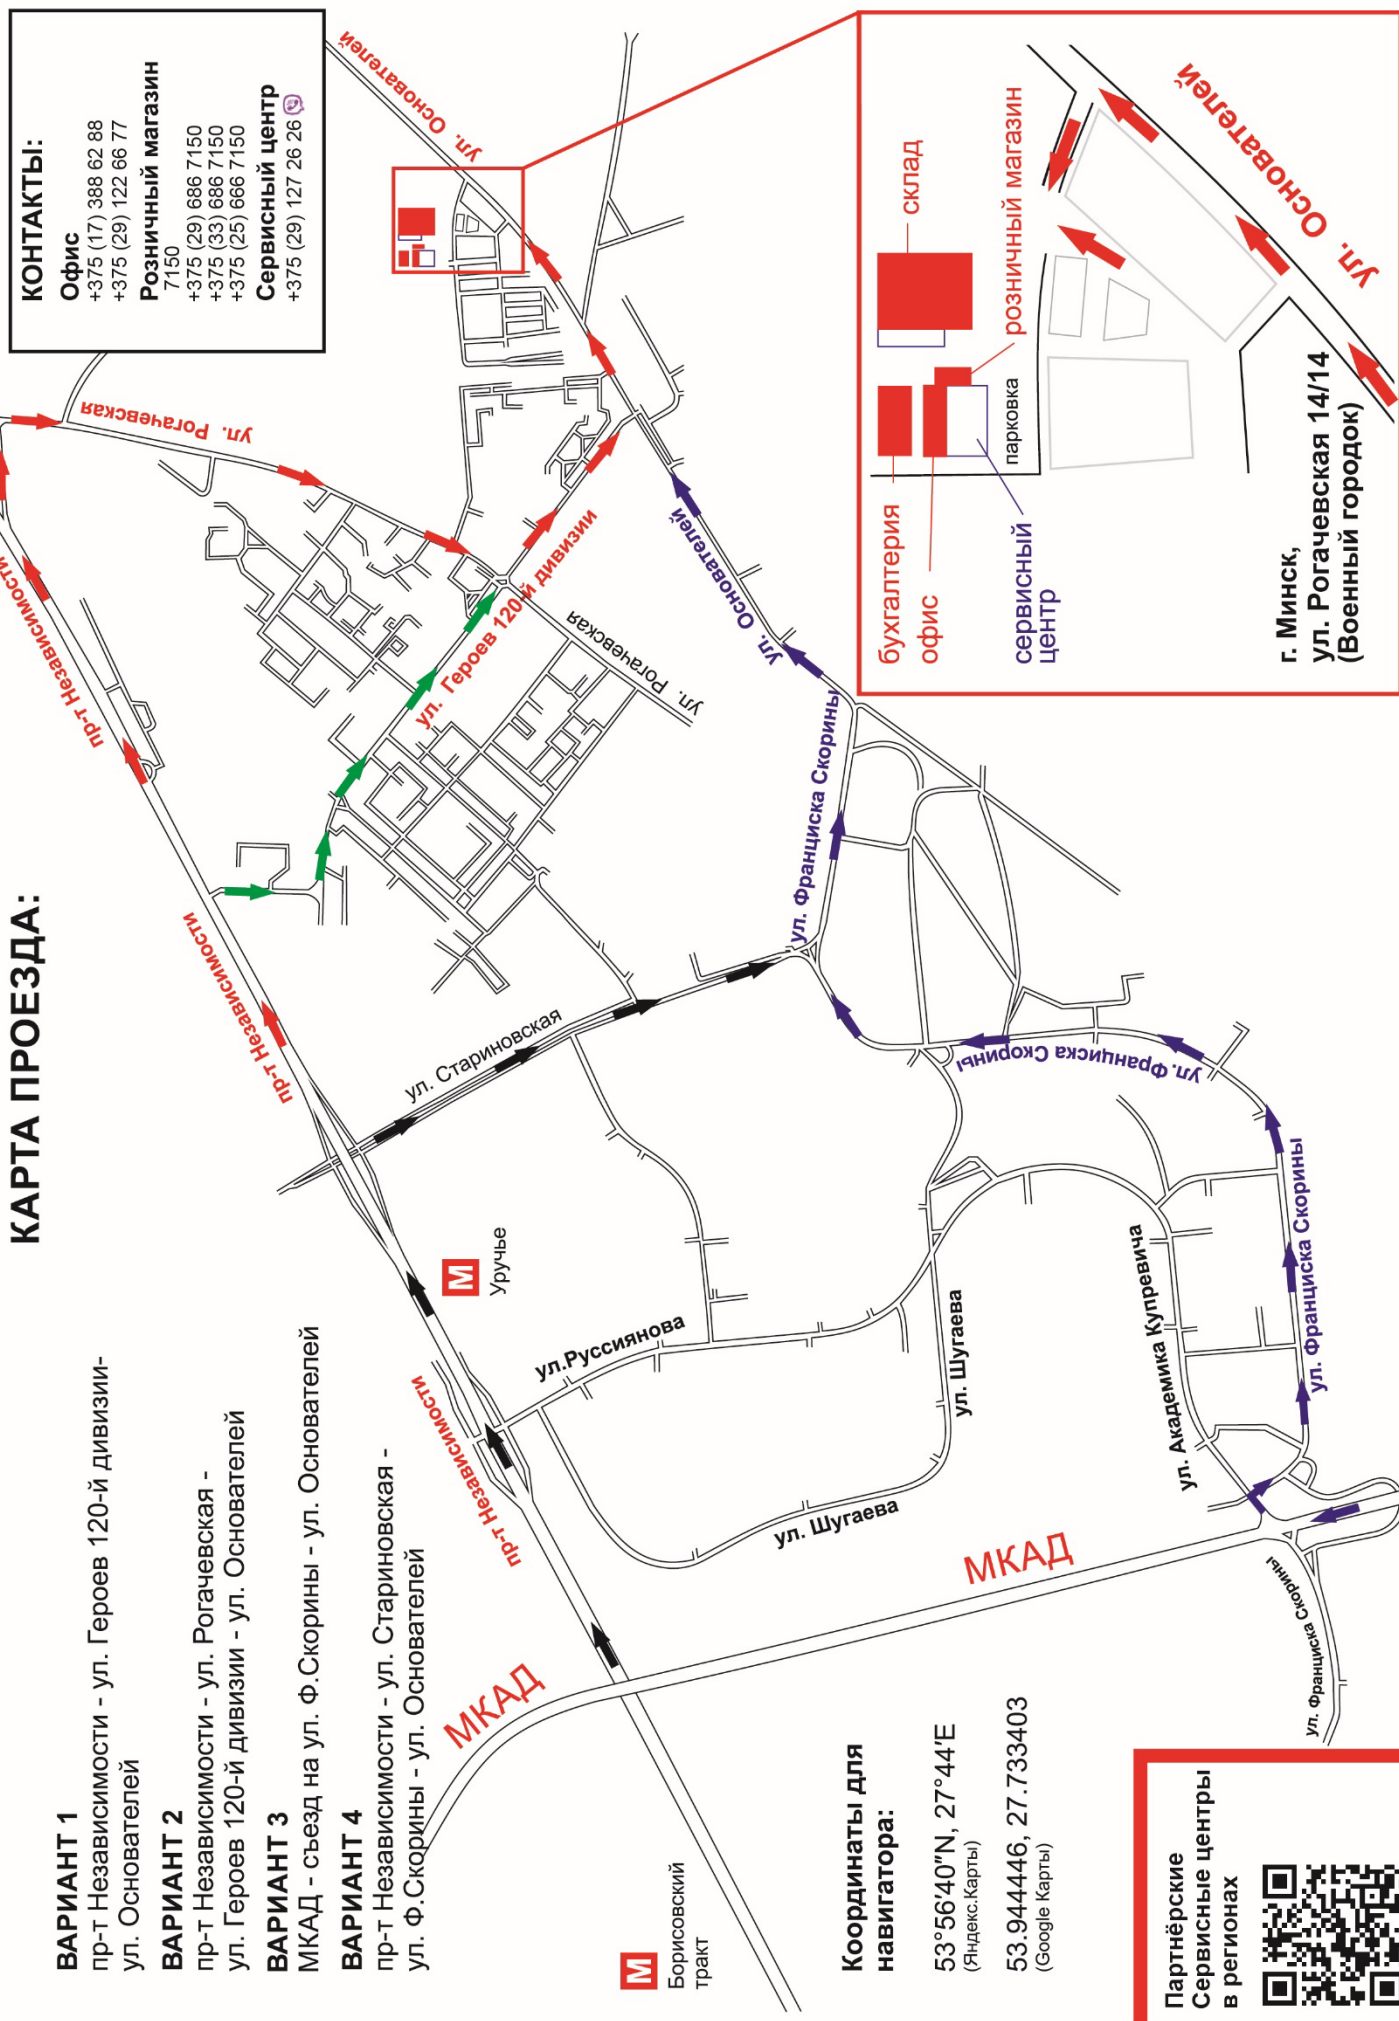 КАРТА ПРОЕЗДА:
ВАРИАНТ 1
пр-т Независимости - ул. Героев 120-й дивизии-
ул. Основателей
ВАРИАНТ 2
пр-т Независимости - ул. Рогачевская -
ул. Героев 120-й дивизии - ул. Основателей
ВАРИАНТ 3
МКАД - съезд на ул. Ф.Скорины - ул. Основателей
ВАРИАНТ 4
пр-т Независимости - ул. Стариновская -
ул. Ф.Скорины - ул. Основателей
КОНТАКТЫ:
Офис
+375 (17) 388 62 88
+375 (29) 122 66 77
Розничный магазин
7150
+375 (29) 686 7150
+375 (33) 686 7150
+375 (25) 666 7150
Сервисный центр
+375 (29) 127 26 26
пр-т Независимости
пр-т Независимости
пр-т Независимости
ул. Рогачевская
ул. Основателей
ул. Героев 120-й дивизии
ул. Рогачевская
ул. Стариновская
М
Уручье
ул.Руссиянова
ул. Основателей
ул. Франциска Скорины
ул. Шугаева
ул. Шугаева
ул.Франциска Скорины
ул. Академика Купревича
ул. Франциска Скорины
ул. Франциска Скорины
МКАД
МКАД
М
Борисовский
тракт
Координаты для
навигатора:
53°56'40"N, 27°44'E
(Яндекс.Карты)
53.944446, 27.733403
(Google Карты)
Партнёрские
Сервисные центры
в регионах
бухгалтерия
офис
склад
розничный магазин
парковка
сервисный
центр
ул. Основателей
г. Минск,
ул. Рогачевская 14/14
(Военный городок)